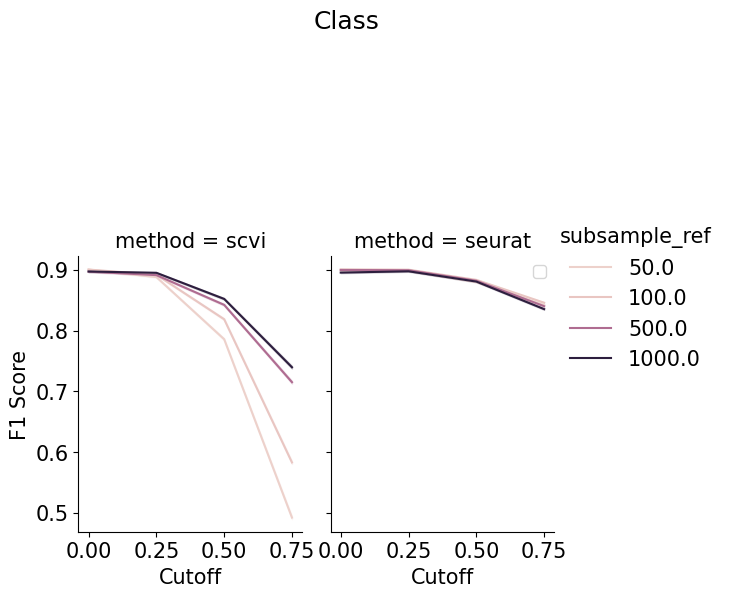 Class
method = scvi
method = seurat
subsample_ref
50.0
100.0
500.0
1000.0
F1 Score
0.9
0.8
0.7
0.6
0.5
0.00 0.25 0.50 0.75
0.00 0.25 0.50 0.75
Cutoff
Cutoff